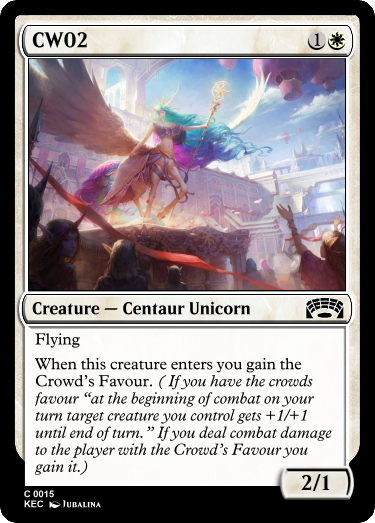 CW02
1
Creature — Centaur Unicorn
Flying
When this creature enters you gain the
Crowd's Favour. ( If you have the crowds
favour “at the beginning of combat on your
turn target creature you control gets +1/+1
until end of turn.” If you deal combat damage
to the player with the Crowd's Favour you
gain it.)
2/1
C 0015
KEC JUBALINA